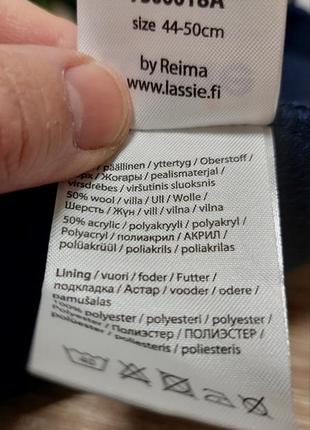 size 44-50cm
by Reima
www.lassie.fi
/ päällinen / yttertyg / Oberstoff /
/ Жоғары / pealismaterjal /
virsdrēbes / viršutinis sluoksnis
50% wool / villa / Ull / Wolle /
Шерсть / Жүн / vill / vilna / vilna
50% acrylic / polyakryyli / polyakryl /
Polyacryl / полиакрил / АКРИЛ /
polüakrüül / poliakrils / poliakrilas
Lining / vuori / foder / Futter /
подкладка / Астар / vooder / odere /
pamušalas
100% polyester / polyesteri / polyester /
Polyester / ПОЛИЭСТЕР / ПОЛИЭСТЕР /
polüester / poliesteris / poliesteris